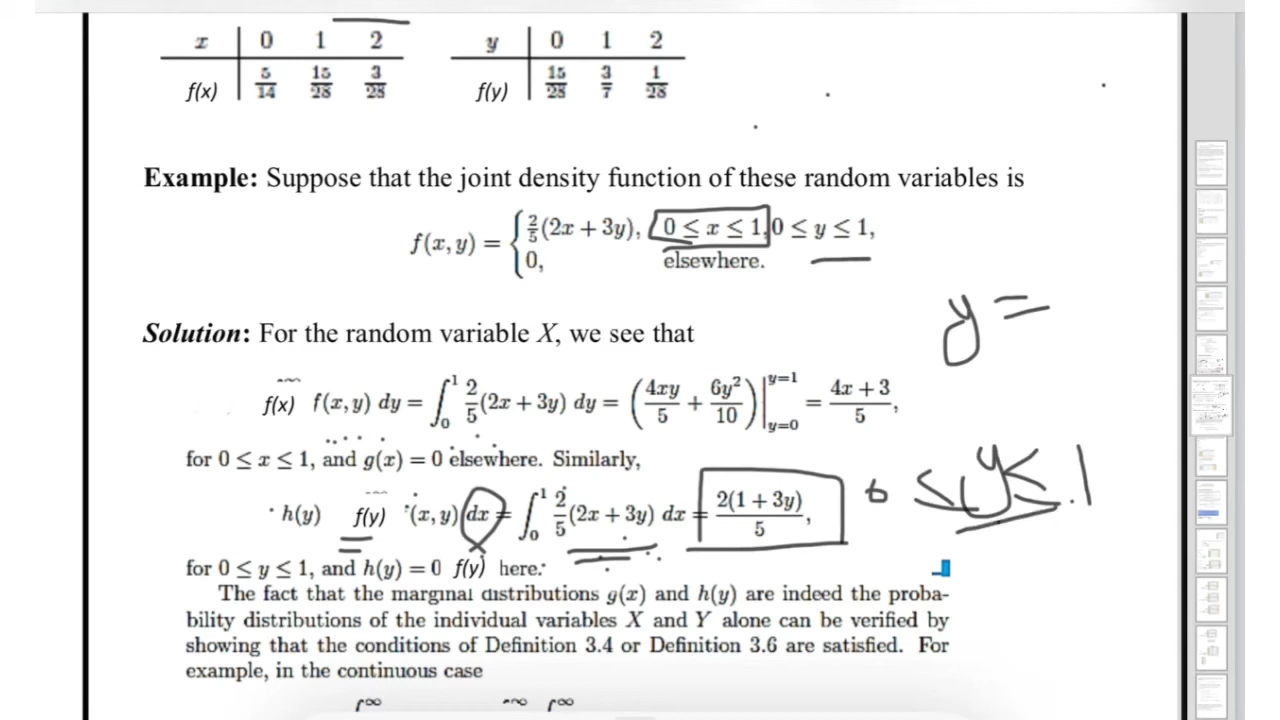 x 0 1 2 y 0 1 2
f(x) 5/14 15/28 3/28 f(y) 15/28 3/7 1/28
Example: Suppose that the joint density function of these random variables is
f(x, y) = { 2/5(2x + 3y), 0 ≤ x ≤ 1, 0 ≤ y ≤ 1,
0, elsewhere.
y =
Solution: For the random variable X, we see that
f(x) f(x, y) dy = ∫₀¹ 2/5(2x + 3y) dy = (4xy/5 + 6y²/10)|y=0 y=1 = 4x + 3/5,
for 0 ≤ x ≤ 1, and g(x) = 0 elsewhere. Similarly,
h(y) f(y) (x, y) dx = ∫₀¹ 2/5(2x + 3y) dx = 2(1 + 3y)/5, 0 ≤ y ≤ 1
for 0 ≤ y ≤ 1, and h(y) = 0 f(y) here.
The fact that the marginal distributions g(x) and h(y) are indeed the proba-
bility distributions of the individual variables X and Y alone can be verified by
showing that the conditions of Definition 3.4 or Definition 3.6 are satisfied. For
example, in the continuous case